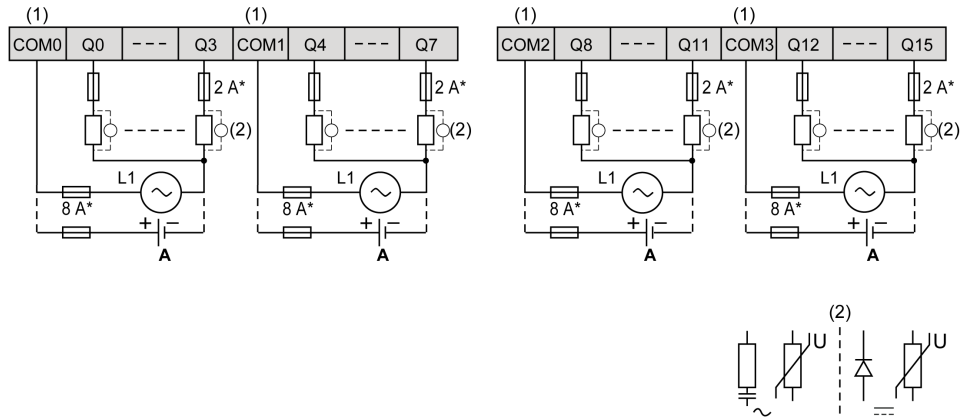 (1) (1) (1) (1)
COM0 Q0 --- Q3 COM1 Q4 --- Q7 COM2 Q8 --- Q11 COM3 Q12 --- Q15
2 A* 2 A* 2 A* 2 A*
(2) (2) (2) (2)
L1 L1 L1 L1
8 A* 8 A* 8 A* 8 A*
+ − + − + − + −
A A A A
(2)
U U